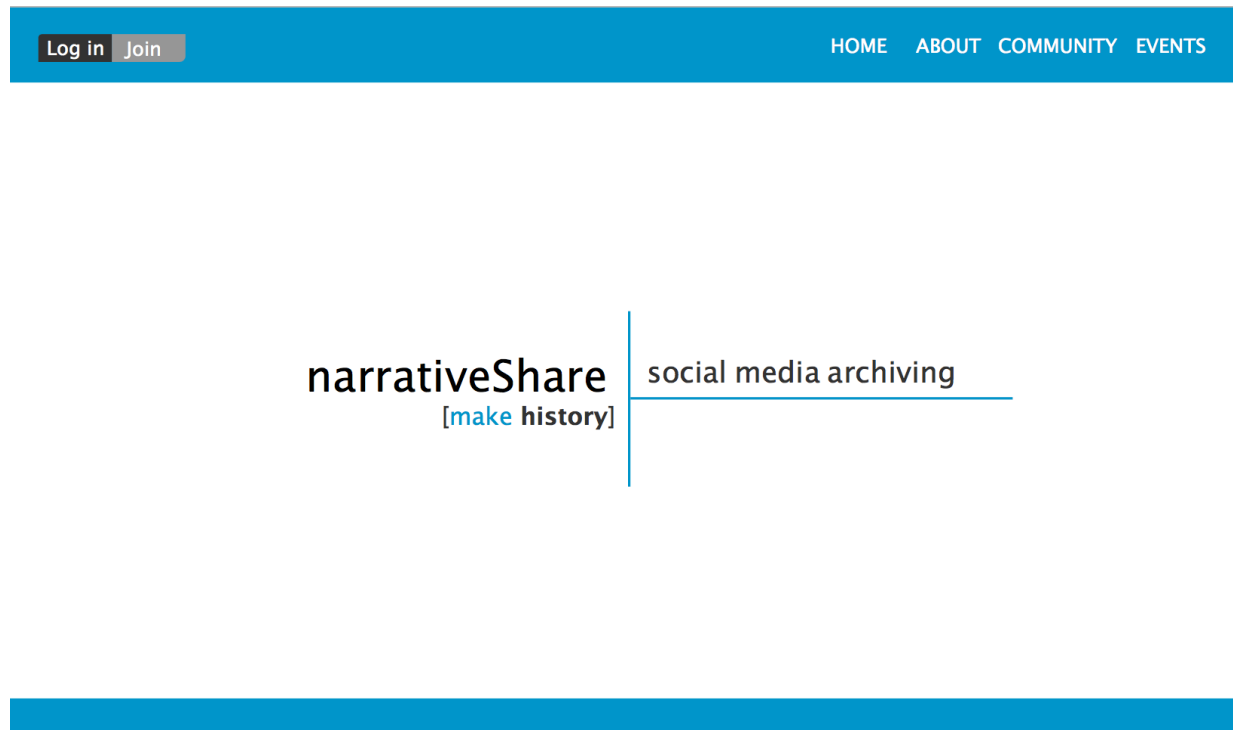 Log in Join HOME ABOUT COMMUNITY EVENTS
narrativeShare social media archiving
[make history]